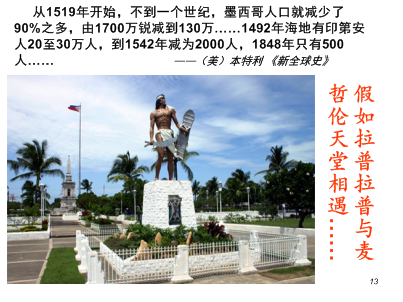 从1519年开始，不到一个世纪，墨西哥人口就减少了
90%之多，由1700万锐减到130万……1492年海地有印第安
人20至30万人，到1542年减为2000人，1848年只有500
人……
——（美）本特利 《新全球史》
假如拉普拉普与麦
哲伦天堂相遇……
13